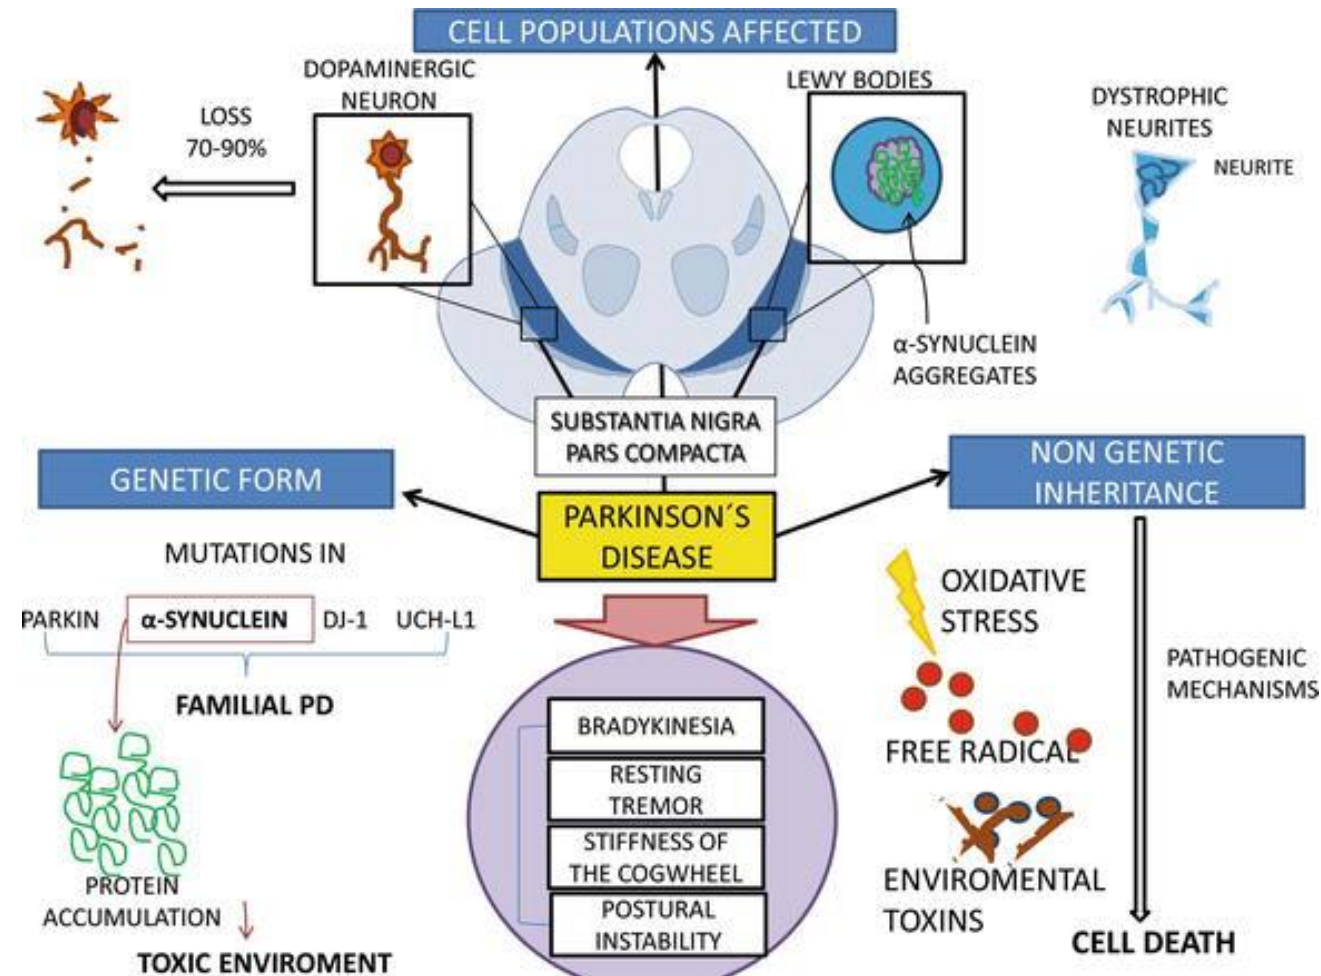 CELL POPULATIONS AFFECTED
DOPAMINERGIC
NEURON
LOSS
70-90%
LEWY BODIES
α-SYNUCLEIN
AGGREGATES
DYSTROPHIC
NEURITES
NEURITE
SUBSTANTIA NIGRA
PARS COMPACTA
PARKINSON´S
DISEASE
GENETIC FORM
MUTATIONS IN
PARKIN α-SYNUCLEIN DJ-1 UCH-L1
FAMILIAL PD
PROTEIN
ACCUMULATION
TOXIC ENVIROMENT
BRADYKINESIA
RESTING
TREMOR
STIFFNESS OF
THE COGWHEEL
POSTURAL
INSTABILITY
NON GENETIC
INHERITANCE
OXIDATIVE
STRESS
FREE RADICAL
ENVIROMENTAL
TOXINS
PATHOGENIC
MECHANISMS
CELL DEATH